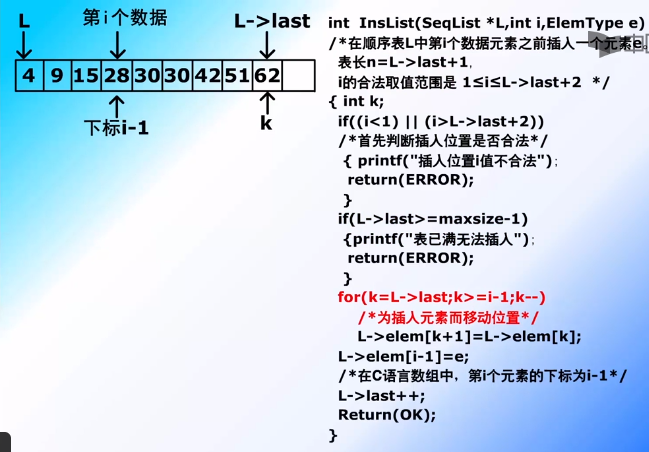 L
第i个数据
L->last
4 9 15 28 30 30 42 51 62
下标i-1
k
int InsList(SeqList *L,int i,ElemType e)
/*在顺序表L中第i个数据元素之前插入一个元素e。
表长n=L->last+1,
i的合法取值范围是 1≤i≤L->last+2 */
{ int k;
if((i<1) || (i>L->last+2))
/*首先判断插入位置是否合法*/
{ printf("插入位置i值不合法");
return(ERROR);
}
if(L->last>=maxsize-1)
{printf("表已满无法插入");
return(ERROR);
}
for(k=L->last;k>=i-1;k--)
/*为插人元素而移动位置*/
L->elem[k+1]=L->elem[k];
L->elem[i-1]=e;
/*在C语言数组中，第i个元素的下标为i-1*/
L->last++;
Return(OK);
}